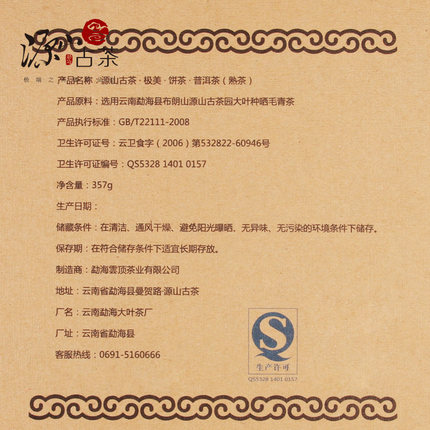 源 古茶
产品名称：源山古茶·极美·饼茶·普洱茶（熟茶）
产品原料：选用云南勐海县布朗山源山古茶园大叶种晒毛青茶
产品执行标准：GB/T22111-2008
卫生许可证号：云卫食字（2006）第532822-60946号
卫生许可证编号：QS5328 1401 0157
净含量：357g
生产日期：
储藏条件：在清洁、通风干燥、避免阳光曝晒、无异味、无污染的环境条件下储存。
保存期：在符合储存条件下适宜长期存放。
制造商：勐海雲顶茶业有限公司
地址：云南省勐海县曼贺路·源山古茶
厂名：云南勐海大叶茶厂
厂址：云南省勐海县
客服热线：0691-5160666
QS
生产许可
QS5328 1401 0157